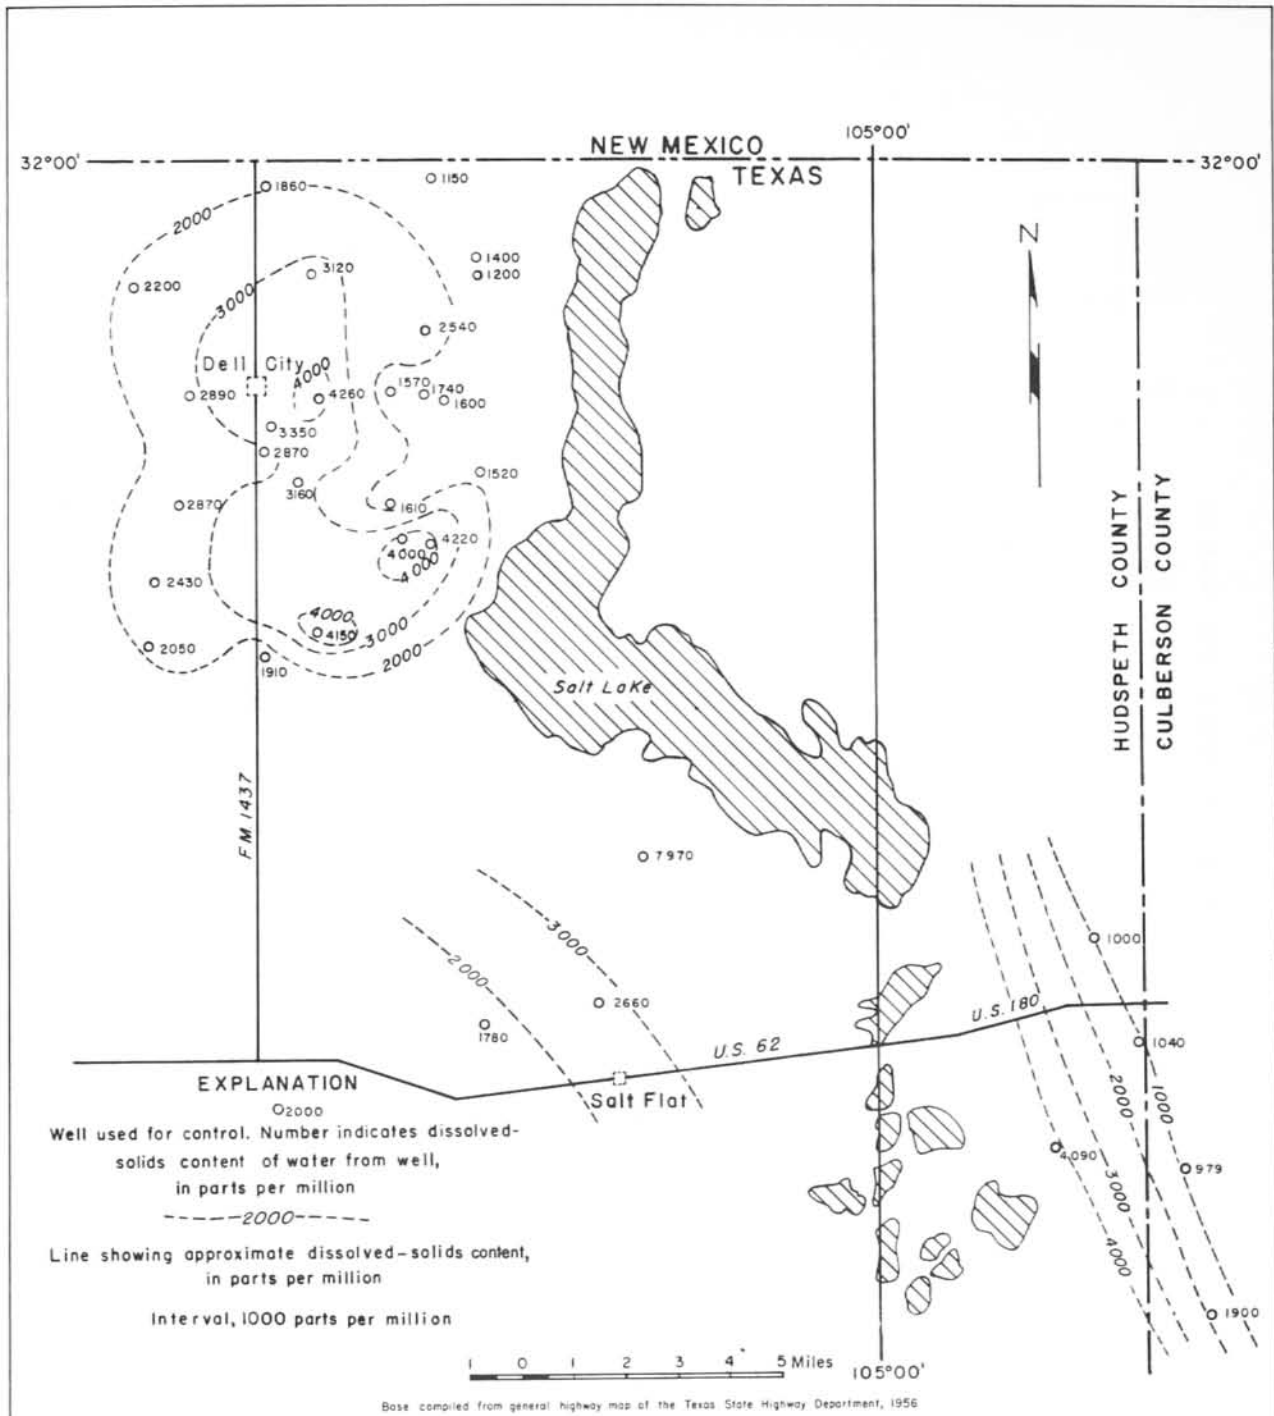 105°00'
NEW MEXICO
32°00'
32°00'
TEXAS
1860
1150
2000
N
1400
1200
3120
2200
3000
2540
Dell City
4000
1570
1740
2890
4260
1600
3350
2870
1520
3160
2870
1610
4220
4000
4000
2430
4000
4150
3000
2050
2000
1910
Salt Lake
HUDSPETH COUNTY
CULBERSON COUNTY
FM 1437
7970
3000
1000
2000
2660
U.S. 180
1780
1040
U.S. 62
EXPLANATION
Salt Flat
2000
1000
2000
Well used for control. Number indicates dissolved-
solids content of water from well,
in parts per million
4090
979
3000
2000
4000
Line showing approximate dissolved-solids content,
in parts per million
Interval, 1000 parts per million
1900
1 0 1 2 3 4 5 Miles
105°00'
Base compiled from general highway map of the Texas State Highway Department, 1956